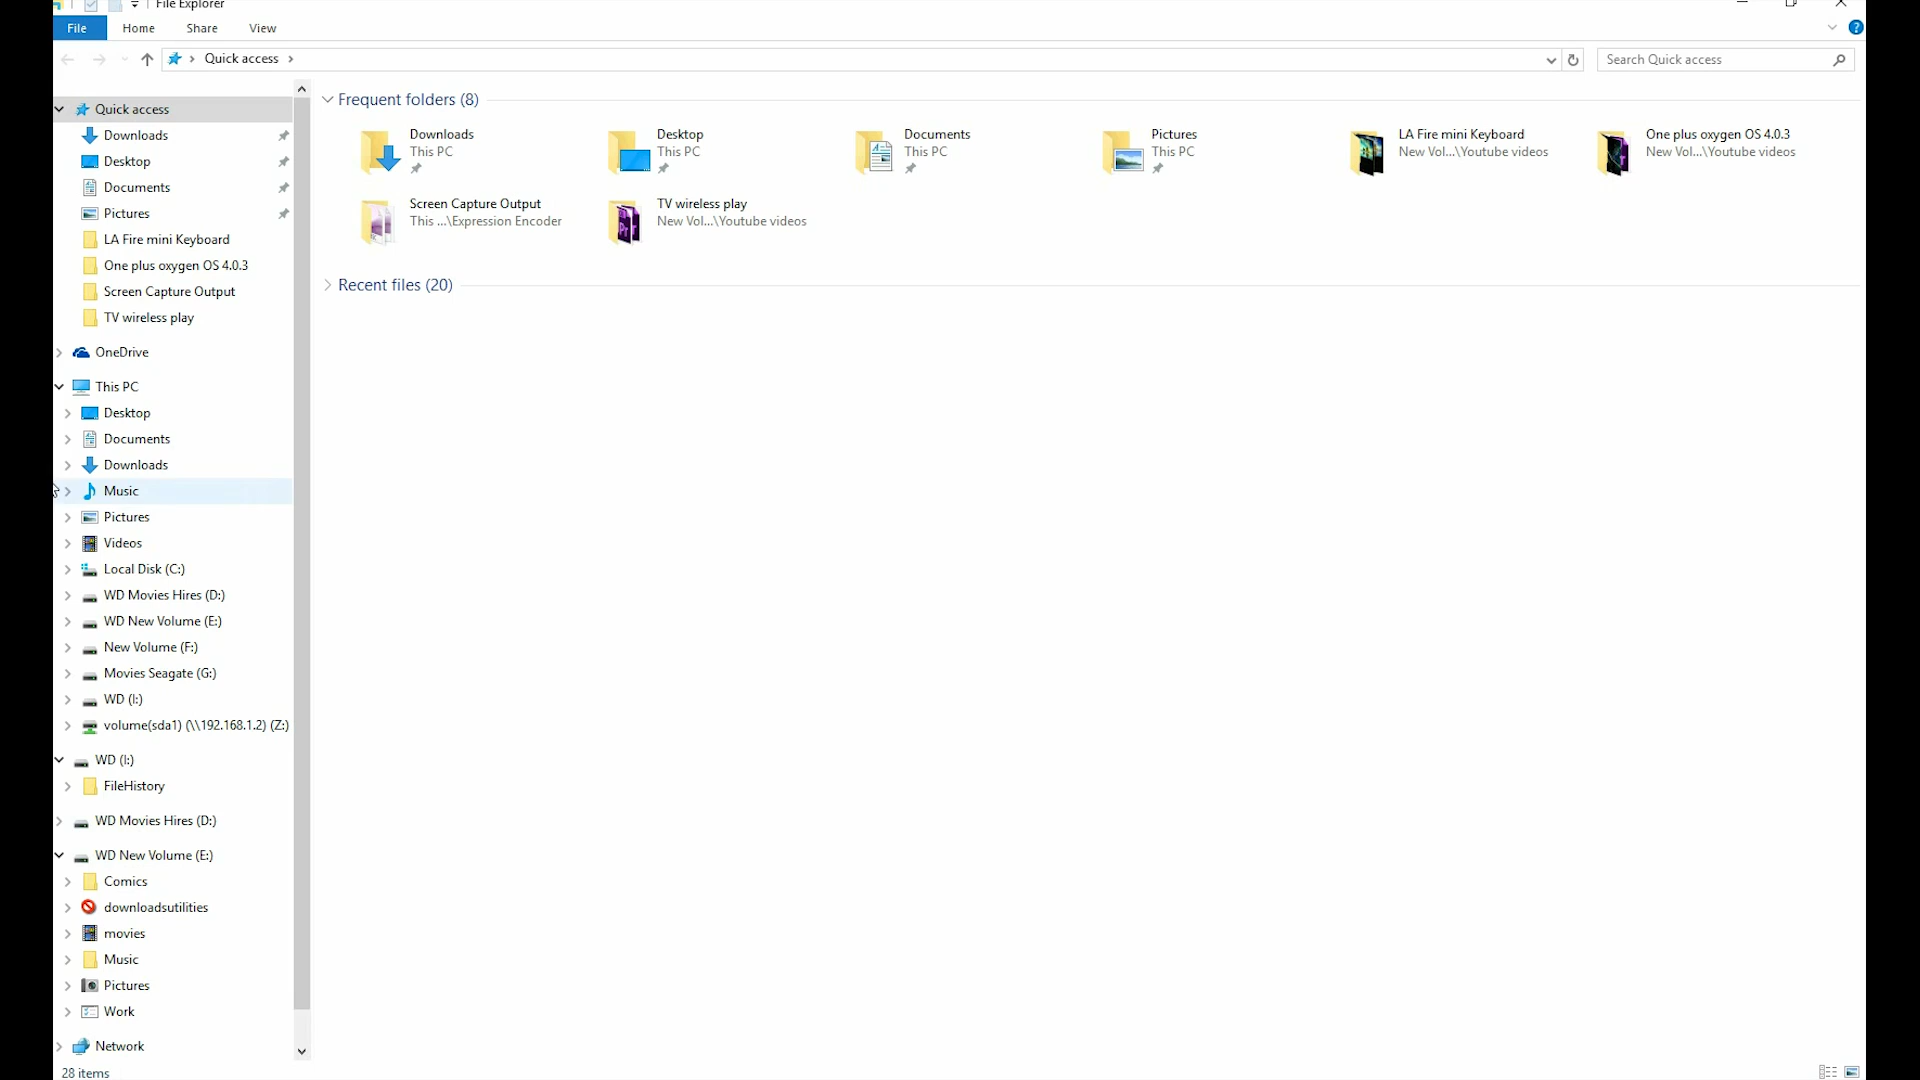 File Explorer
File Home Share View
Quick access
Search Quick access
Quick access
Downloads
Desktop
Documents
Pictures
LA Fire mini Keyboard
One plus oxygen OS 4.0.3
Screen Capture Output
TV wireless play
OneDrive
This PC
Desktop
Documents
Downloads
Music
Pictures
Videos
Local Disk (C:)
WD Movies Hires (D:)
WD New Volume (E:)
New Volume (F:)
Movies Seagate (G:)
WD (I:)
volume(sda1) (\\192.168.1.2) (Z:)
WD (I:)
FileHistory
WD Movies Hires (D:)
WD New Volume (E:)
Comics
downloadsutilities
movies
Music
Pictures
Work
Network
28 items
Frequent folders (8)
Downloads
This PC
Desktop
This PC
Documents
This PC
Pictures
This PC
LA Fire mini Keyboard
New Vol...\Youtube videos
One plus oxygen OS 4.0.3
New Vol...\Youtube videos
Screen Capture Output
This ...\Expression Encoder
TV wireless play
New Vol...\Youtube videos
Recent files (20)